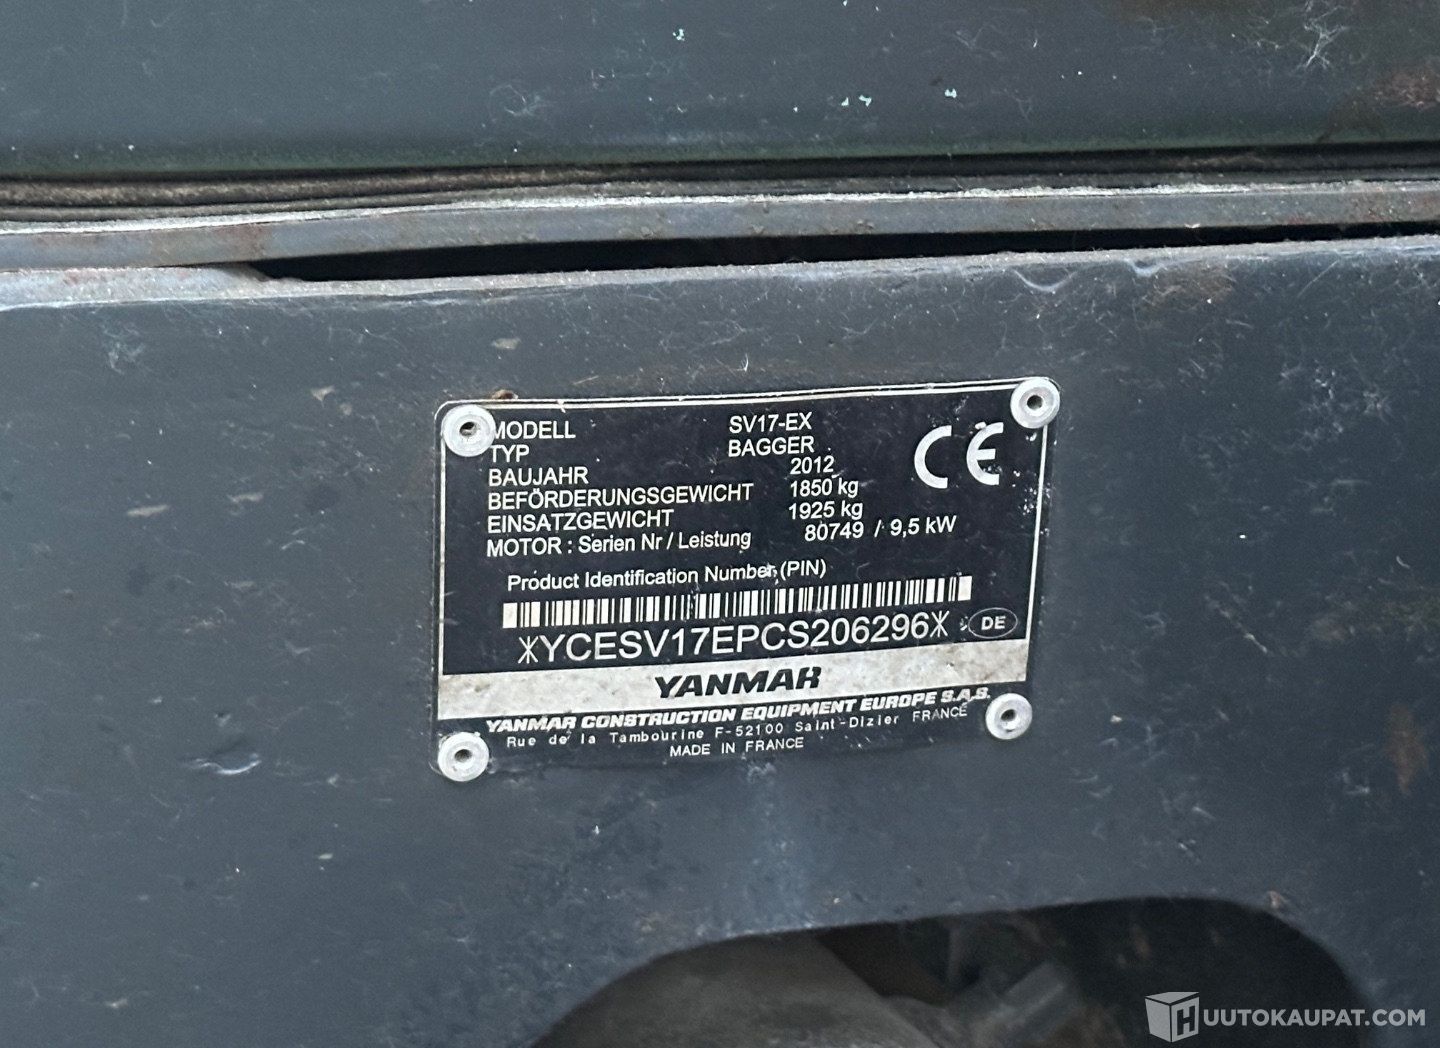 MODELL SV17-EX
TYP BAGGER
BAUJAHR 2012
BEFÖRDERUNGSGEWICHT 1850 kg
EINSATZGEWICHT 1925 kg
MOTOR : Serien Nr / Leistung 80749 / 9,5 kW
CE
Product Identification Number (PIN)
*YCESV17EPCS206296*
DE
YANMAR
YANMAR CONSTRUCTION EQUIPMENT EUROPE S.A.S.
Rue de la Tambourine F-52100 Saint-Dizier FRANCE
MADE IN FRANCE
HUUTOKAUPAT.COM